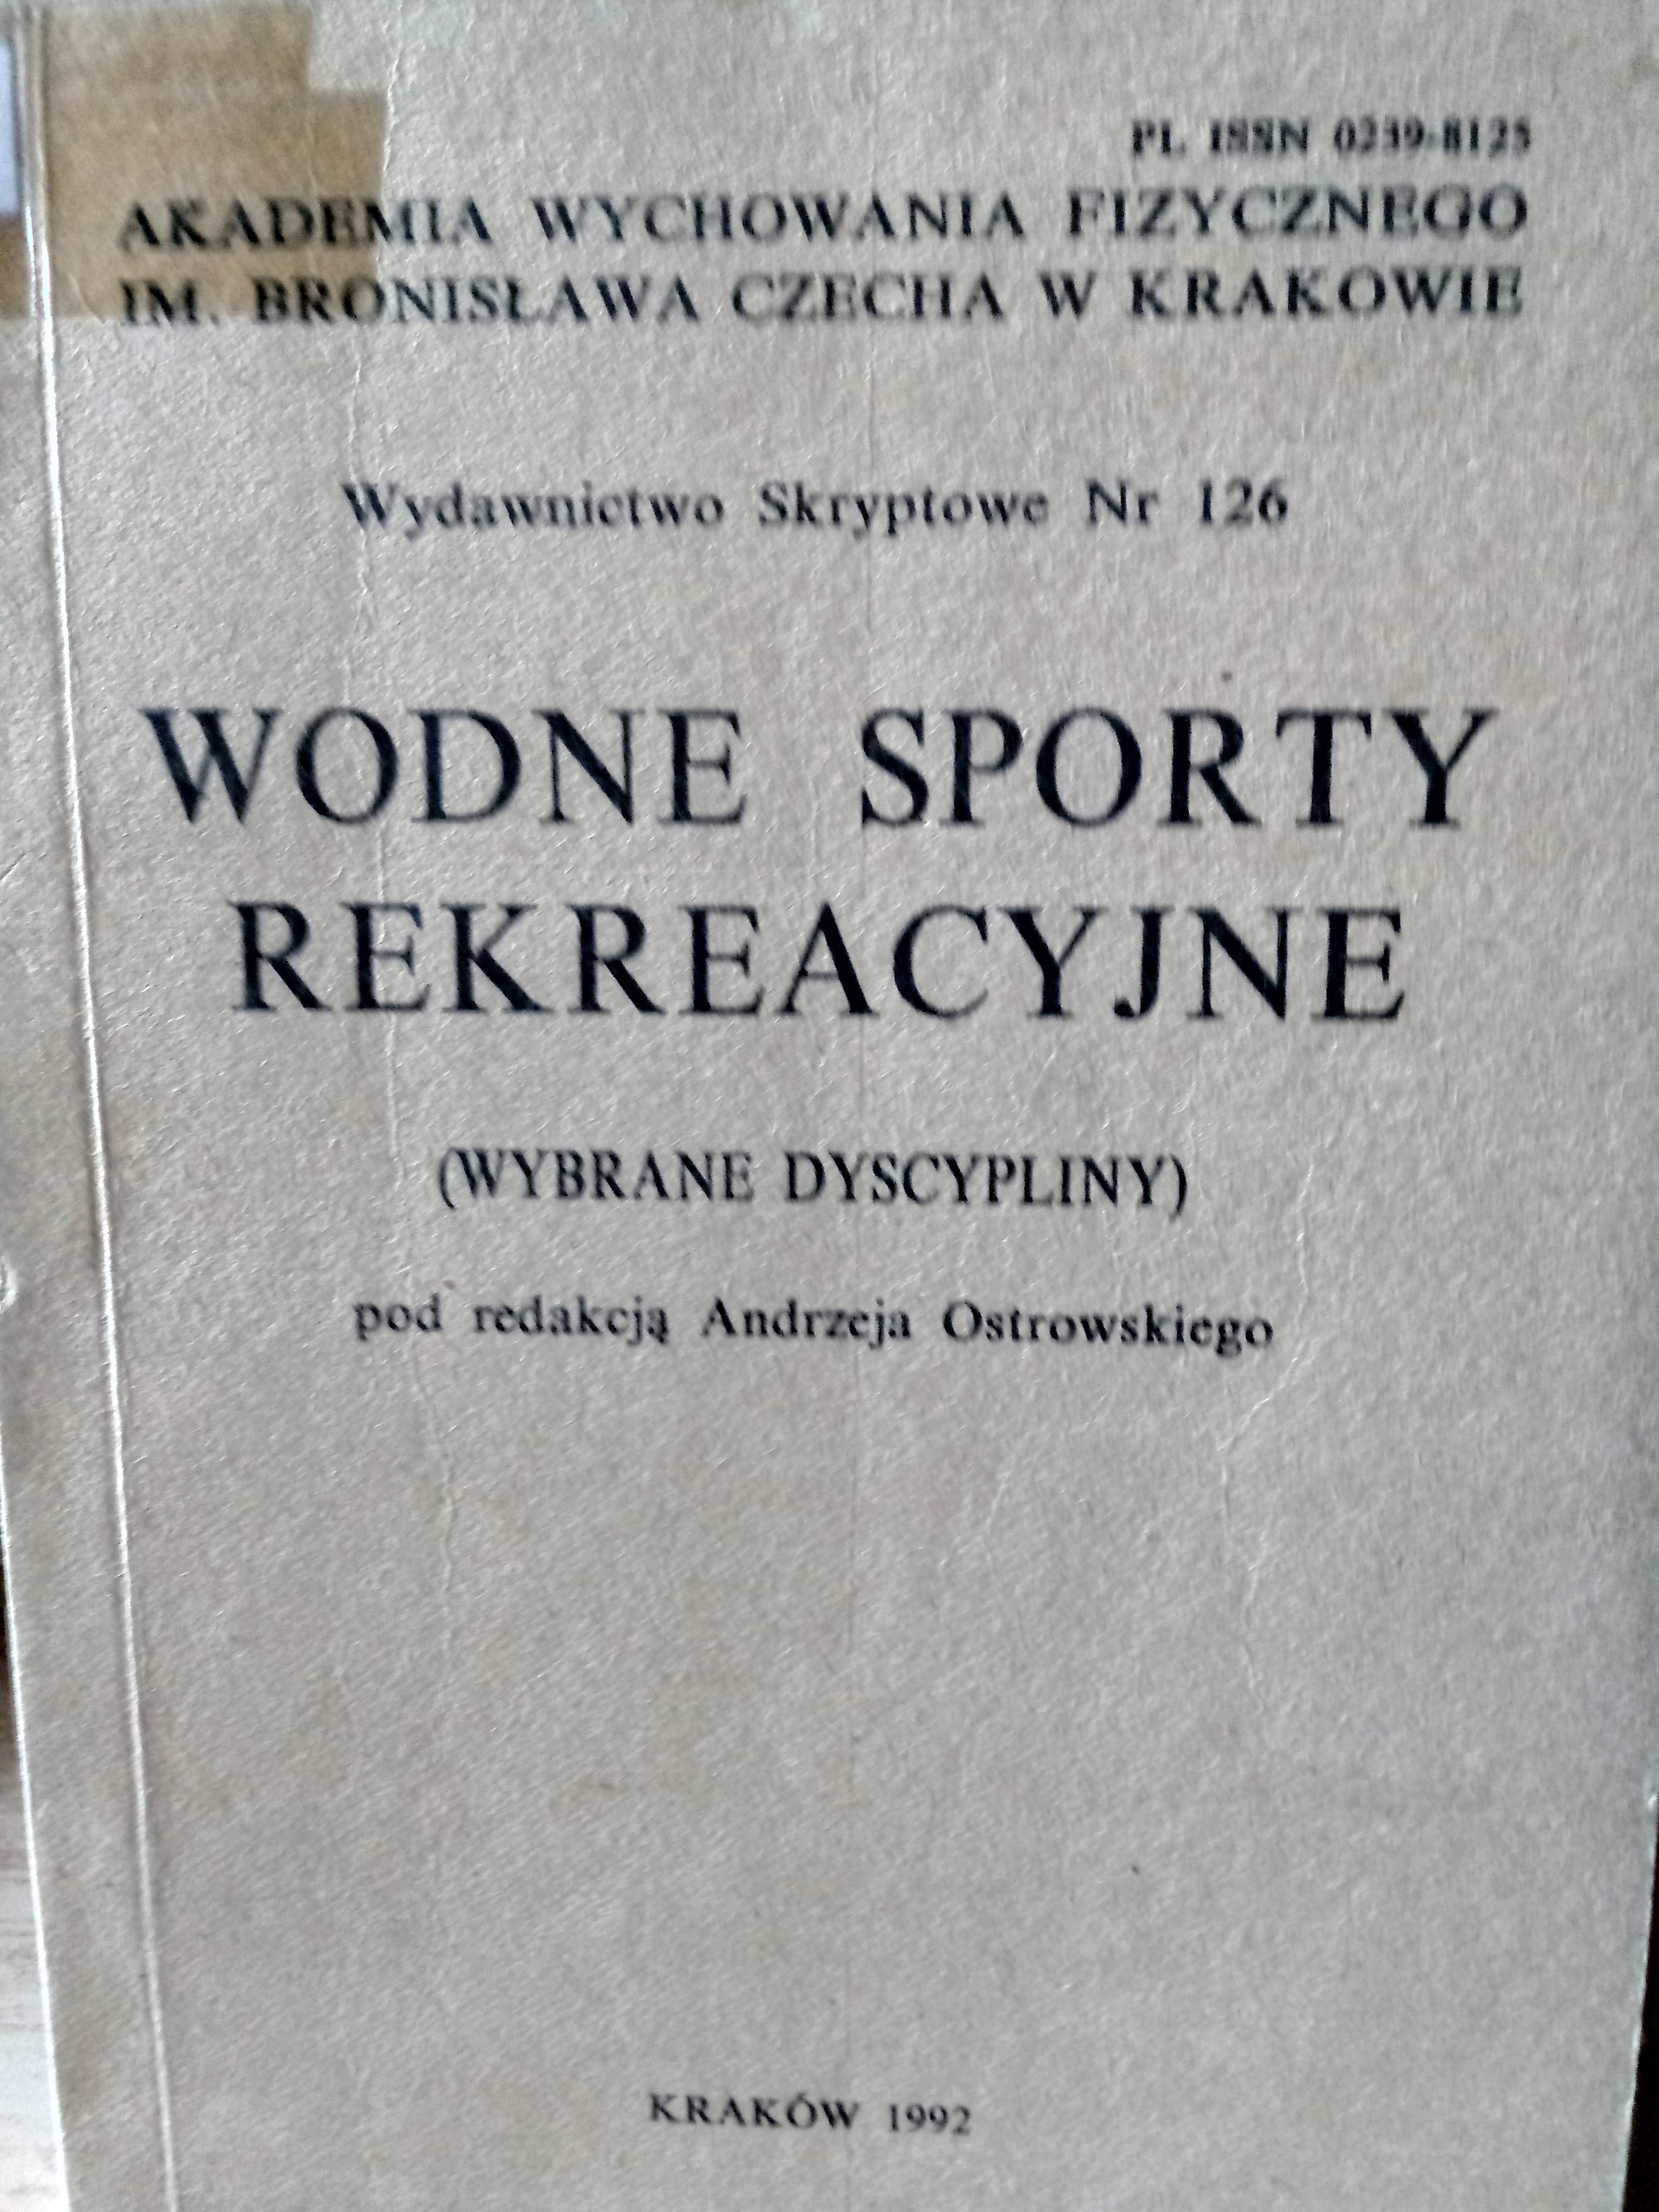 PL ISSN 0239-8125
AKADEMIA WYCHOWANIA FIZYCZNEGO
IM. BRONISŁAWA CZECHA W KRAKOWIE
Wydawnictwo Skryptowe Nr 126
WODNE SPORTY
REKREACYJNE
(WYBRANE DYSCYPLINY)
pod redakcją Andrzeja Ostrowskiego
KRAKÓW 1992